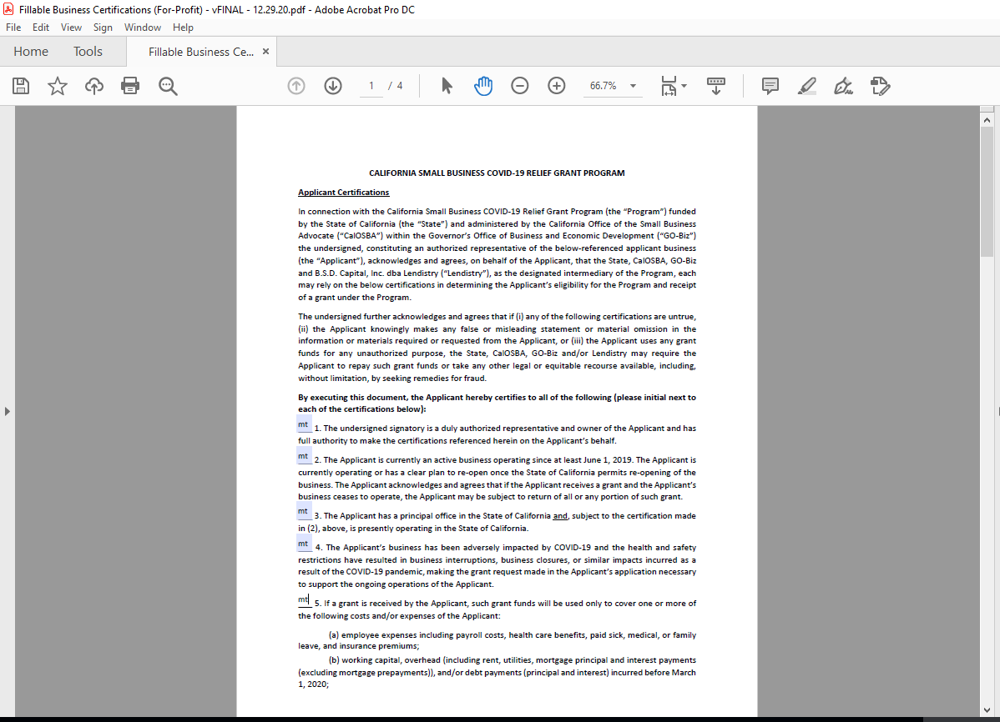 Fillable Business Certifications (For-Profit) - vFINAL - 12.29.20.pdf - Adobe Acrobat Pro DC
File Edit View Sign Window Help
Home Tools Fillable Business Ce... ×
1 / 4 66.7%
CALIFORNIA SMALL BUSINESS COVID-19 RELIEF GRANT PROGRAM
Applicant Certifications
In connection with the California Small Business COVID-19 Relief Grant Program (the “Program”) funded
by the State of California (the “State”) and administered by the California Office of the Small Business
Advocate (“CalOSBA”) within the Governor’s Office of Business and Economic Development (“GO-Biz”)
the undersigned, constituting an authorized representative of the below-referenced applicant business
(the “Applicant”), acknowledges and agrees, on behalf of the Applicant, that the State, CalOSBA, GO-Biz
and B.S.D. Capital, Inc. dba Lendistry (“Lendistry”), as the designated intermediary of the Program, each
may rely on the below certifications in determining the Applicant’s eligibility for the Program and receipt
of a grant under the Program.
The undersigned further acknowledges and agrees that if (i) any of the following certifications are untrue,
(ii) the Applicant knowingly makes any false or misleading statement or material omission in the
information or materials required or requested from the Applicant, or (iii) the Applicant uses any grant
funds for any unauthorized purpose, the State, CalOSBA, GO-Biz and/or Lendistry may require the
Applicant to repay such grant funds or take any other legal or equitable recourse available, including,
without limitation, by seeking remedies for fraud.
By executing this document, the Applicant hereby certifies to all of the following (please initial next to
each of the certifications below):
mt 1. The undersigned signatory is a duly authorized representative and owner of the Applicant and has
full authority to make the certifications referenced herein on the Applicant’s behalf.
mt 2. The Applicant is currently an active business operating since at least June 1, 2019. The Applicant is
currently operating or has a clear plan to re-open once the State of California permits re-opening of the
business. The Applicant acknowledges and agrees that if the Applicant receives a grant and the Applicant’s
business ceases to operate, the Applicant may be subject to return of all or any portion of such grant.
mt 3. The Applicant has a principal office in the State of California and, subject to the certification made
in (2), above, is presently operating in the State of California.
mt 4. The Applicant’s business has been adversely impacted by COVID-19 and the health and safety
restrictions have resulted in business interruptions, business closures, or similar impacts incurred as a
result of the COVID-19 pandemic, making the grant request made in the Applicant’s application necessary
to support the ongoing operations of the Applicant.
mt 5. If a grant is received by the Applicant, such grant funds will be used only to cover one or more of
the following costs and/or expenses of the Applicant:
(a) employee expenses including payroll costs, health care benefits, paid sick, medical, or family
leave, and insurance premiums;
(b) working capital, overhead (including rent, utilities, mortgage principal and interest payments
(excluding mortgage prepayments)), and/or debt payments (principal and interest) incurred before March
1, 2020;